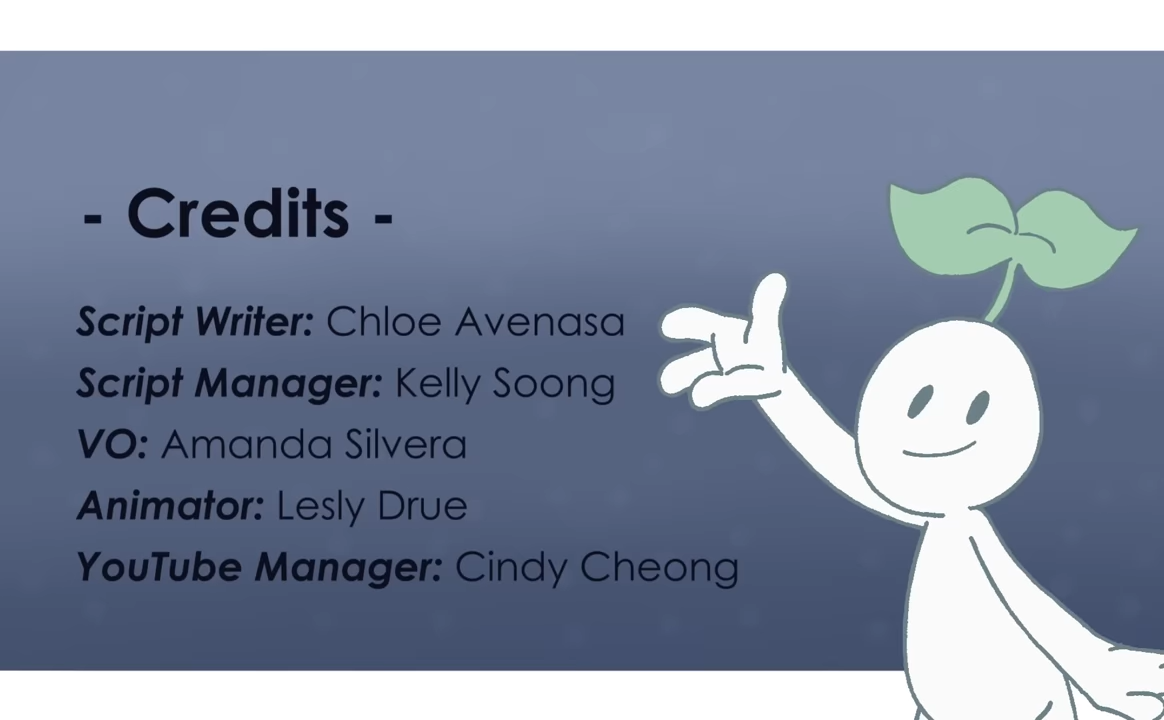 - Credits -
Script Writer: Chloe Avenasa
Script Manager: Kelly Soong
VO: Amanda Silvera
Animator: Lesly Drue
YouTube Manager: Cindy Cheong